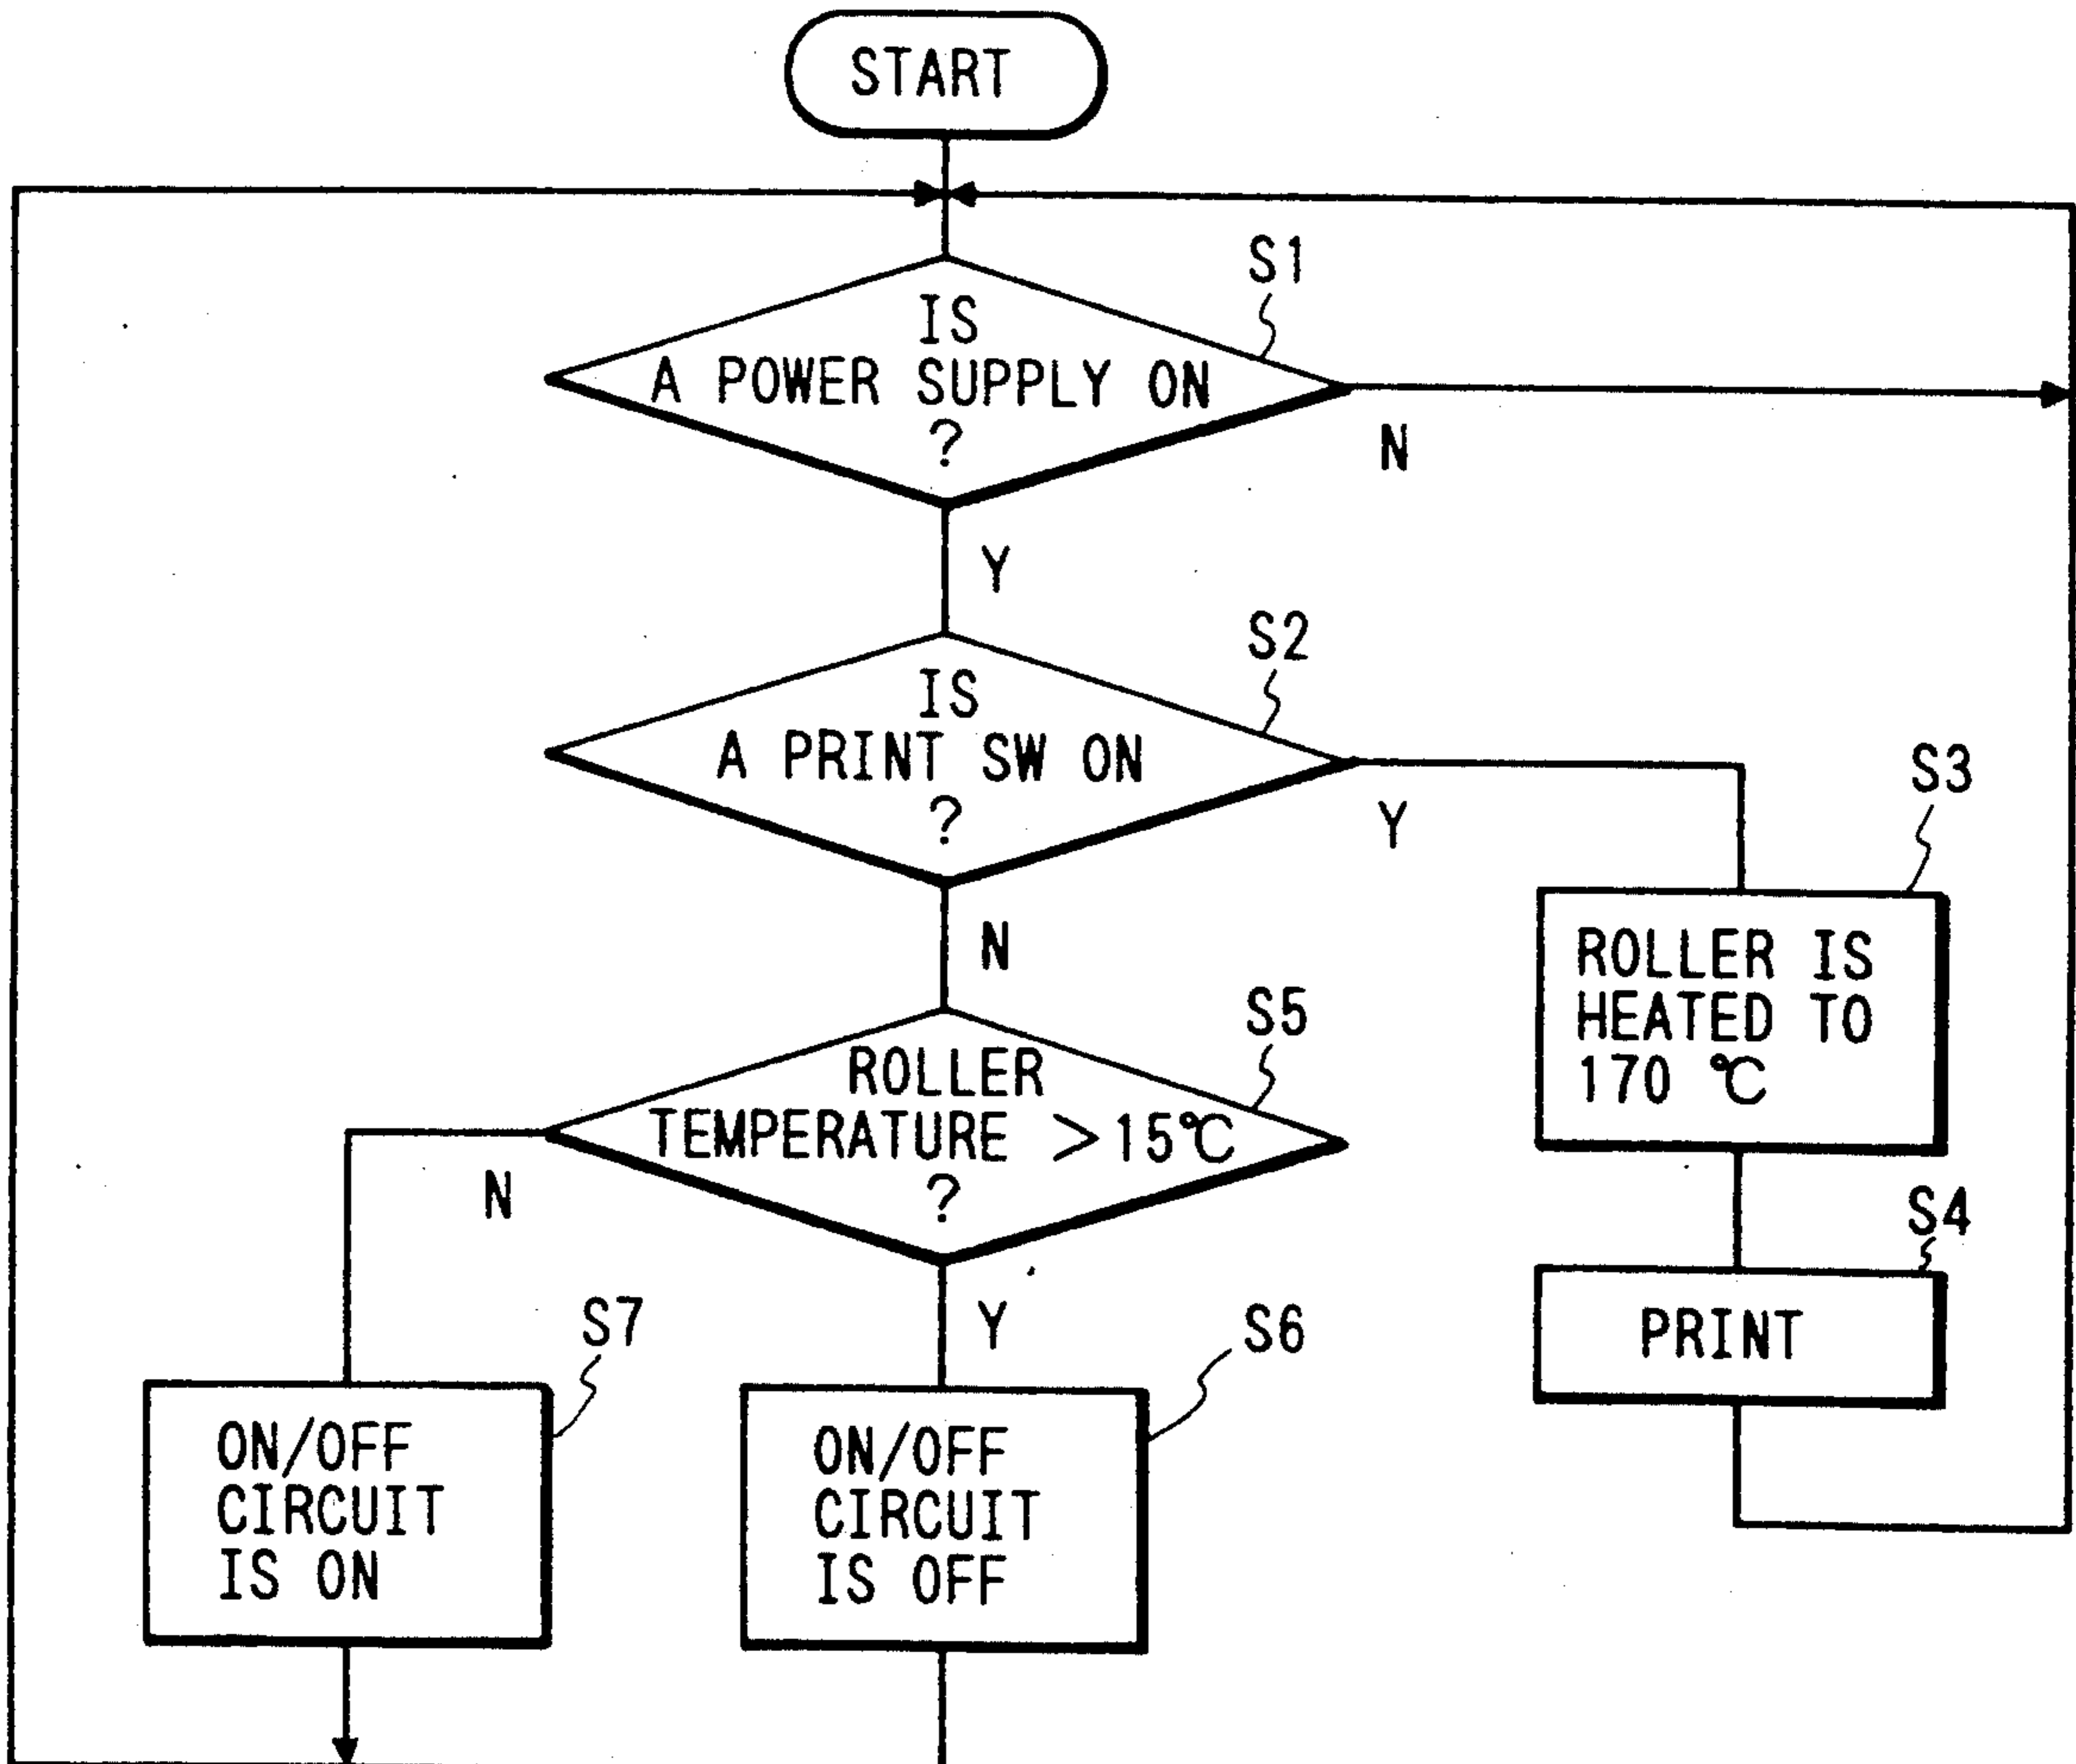 START
S1
IS
A POWER SUPPLY ON
?
N
Y
S2
IS
A PRINT SW ON
?
Y
S3
N
ROLLER IS
HEATED TO
170 ℃
S5
ROLLER
TEMPERATURE >15℃
?
N
S4
PRINT
Y
S7
S6
ON/OFF
CIRCUIT
IS ON
ON/OFF
CIRCUIT
IS OFF